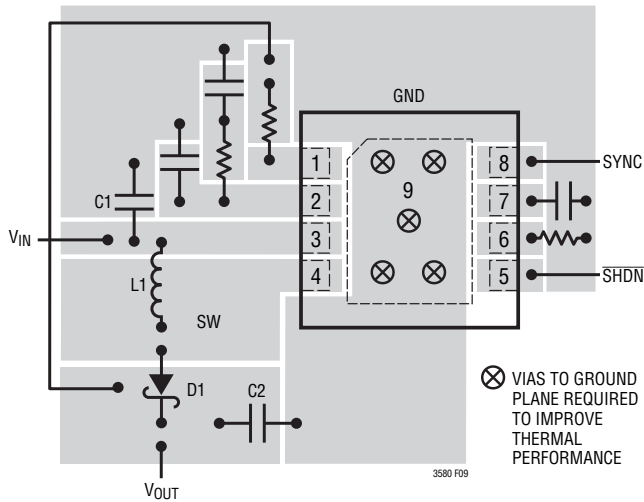 GND
1
8
SYNC
2
9
7
C1
VIN
3
6
4
5
SHDN
L1
SW
D1
C2
VIAS TO GROUND
PLANE REQUIRED
TO IMPROVE
THERMAL
PERFORMANCE
3580 F09
VOUT